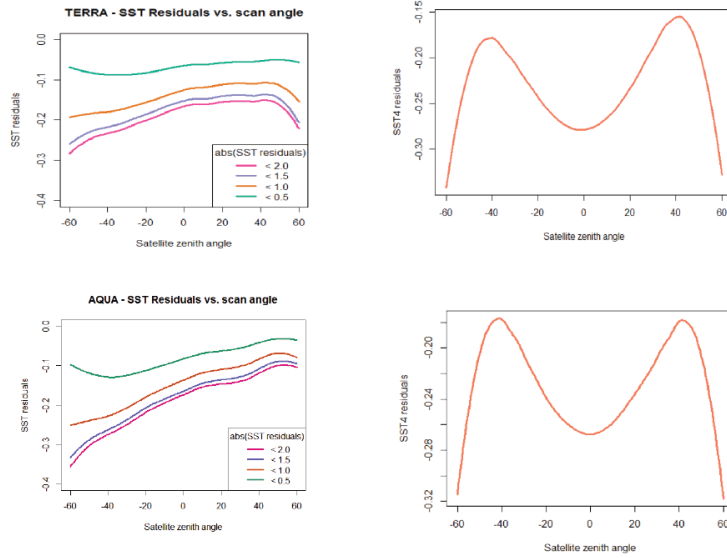 TERRA - SST Residuals vs. scan angle
SST residuals
0.0
-0.1
-0.2
-0.3
-0.4
abs(SST residuals)
< 2.0
< 1.5
< 1.0
< 0.5
-60 -40 -20 0 20 40 60
Satellite zenith angle
SST4 residuals
-0.15
-0.20
-0.25
-0.30
-60 -40 -20 0 20 40 60
Satellite zenith angle
AQUA - SST Residuals vs. scan angle
SST residuals
0.0
-0.1
-0.2
-0.3
-0.4
abs(SST residuals)
< 2.0
< 1.5
< 1.0
< 0.5
-60 -40 -20 0 20 40 60
Satellite zenith angle
SST4 residuals
-0.20
-0.24
-0.28
-0.32
-60 -40 -20 0 20 40 60
Satellite zenith angle